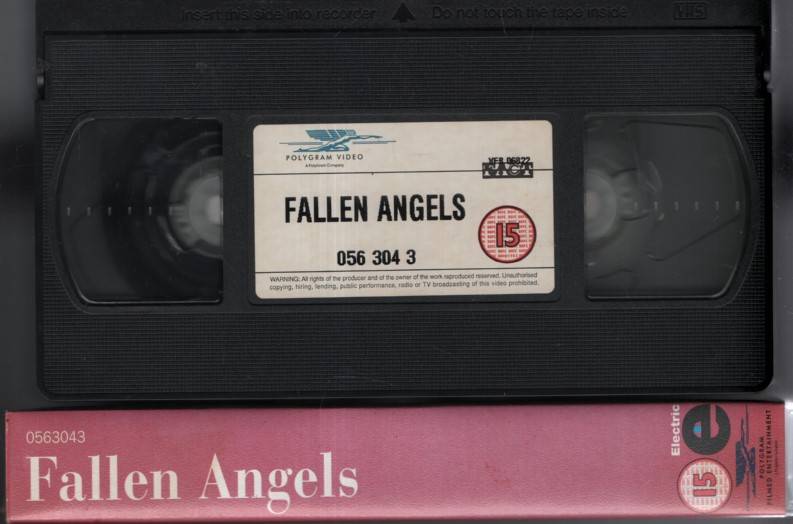 Insert this side into recorder Do not touch the tape inside VHS
POLYGRAM VIDEO
A PolyGram Company
FACT
FALLEN ANGELS
15
056 304 3
WARNING: All rights of the producer and of the owner of the work reproduced reserved. Unauthorised
copying, hiring, lending, public performance, radio or TV broadcasting of this video prohibited.
0563043
Fallen Angels
Electric
e
15
POLYGRAM
FILMED ENTERTAINMENT